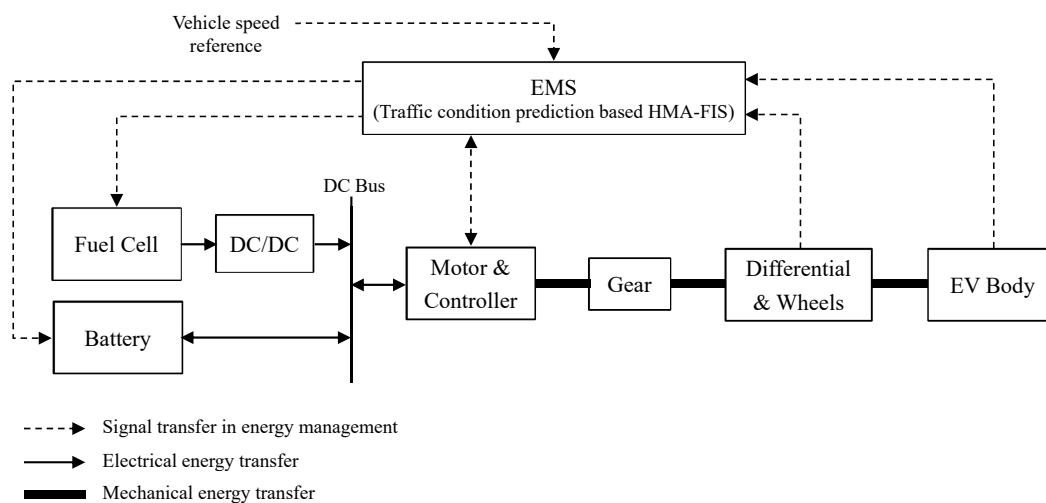 Vehicle speed
reference
EMS
(Traffic condition prediction based HMA-FIS)
DC Bus
Fuel Cell
DC/DC
Motor &
Controller
Gear
Differential
& Wheels
EV Body
Battery
Signal transfer in energy management
Electrical energy transfer
Mechanical energy transfer